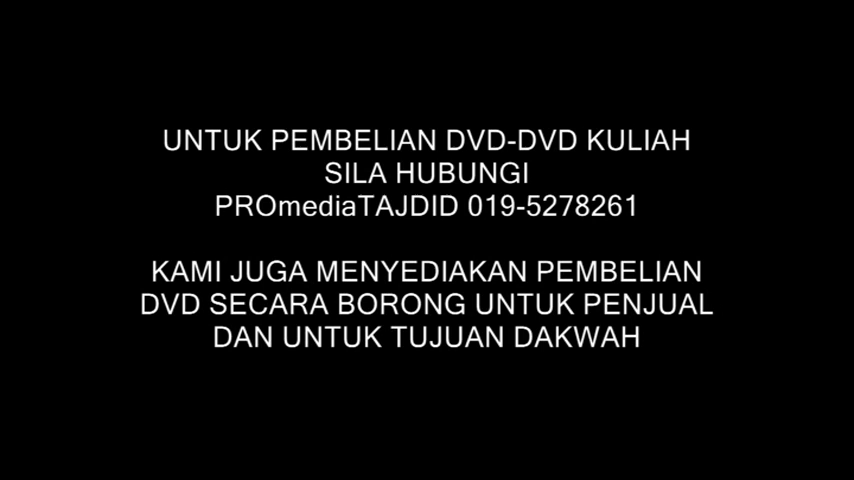 UNTUK PEMBELIAN DVD-DVD KULIAH
SILA HUBUNGI
PROmediaTAJDID 019-5278261
KAMI JUGA MENYEDIAKAN PEMBELIAN
DVD SECARA BORONG UNTUK PENJUAL
DAN UNTUK TUJUAN DAKWAH